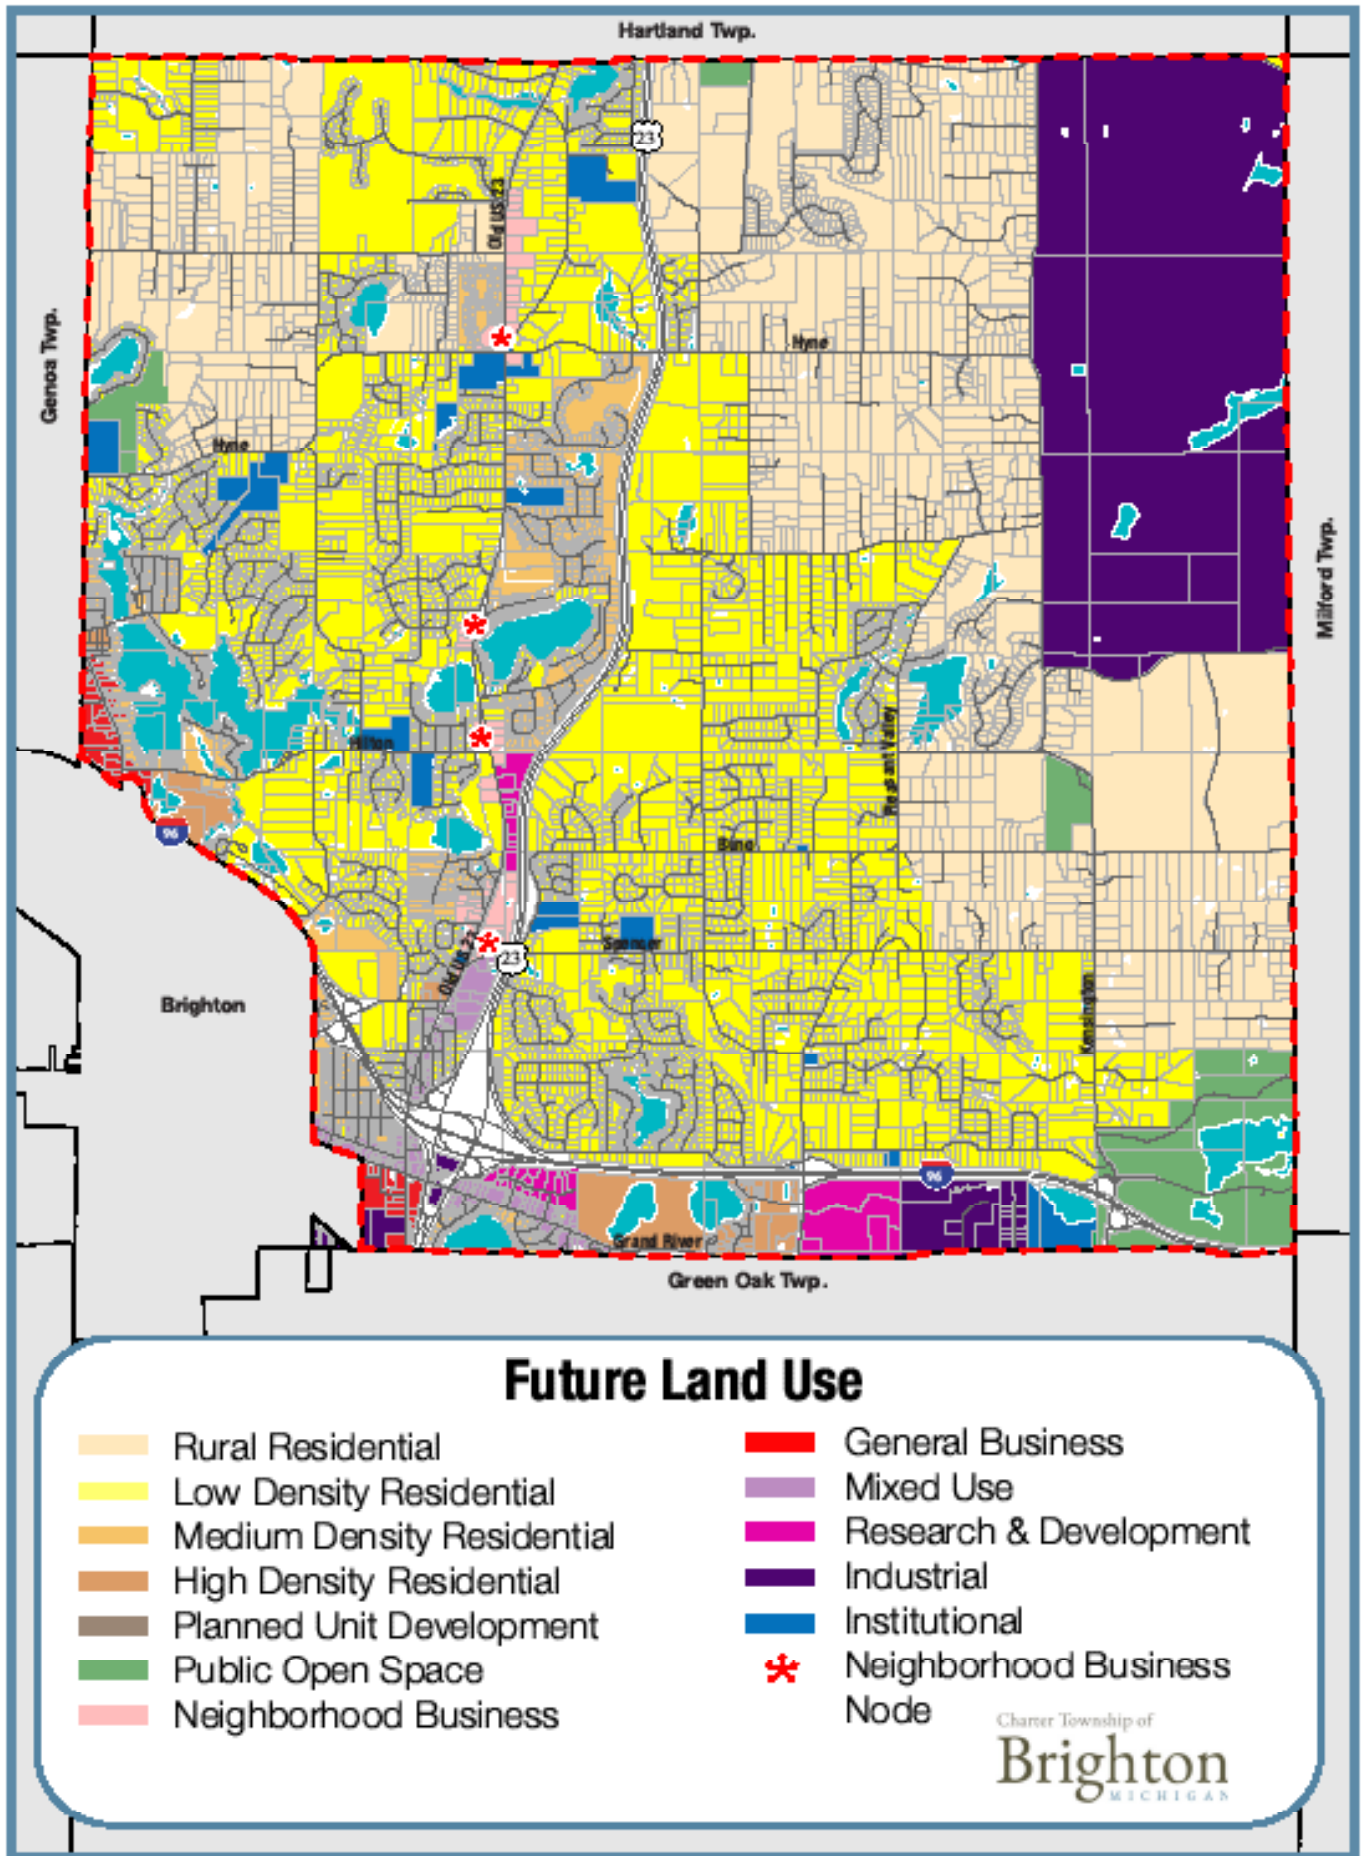 Hartland Twp.
23
Old US 23
Genoa Twp.
Hyne
Hyne
Milford Twp.
Pleasant Valley
Hilton
96
Buno
Spencer
Old US 23
23
Kensington
Brighton
96
Grand River
Green Oak Twp.
Future Land Use
Rural Residential
Low Density Residential
Medium Density Residential
High Density Residential
Planned Unit Development
Public Open Space
Neighborhood Business
General Business
Mixed Use
Research & Development
Industrial
Institutional
Neighborhood Business
Node
Charter Township of
Brighton
MICHIGAN